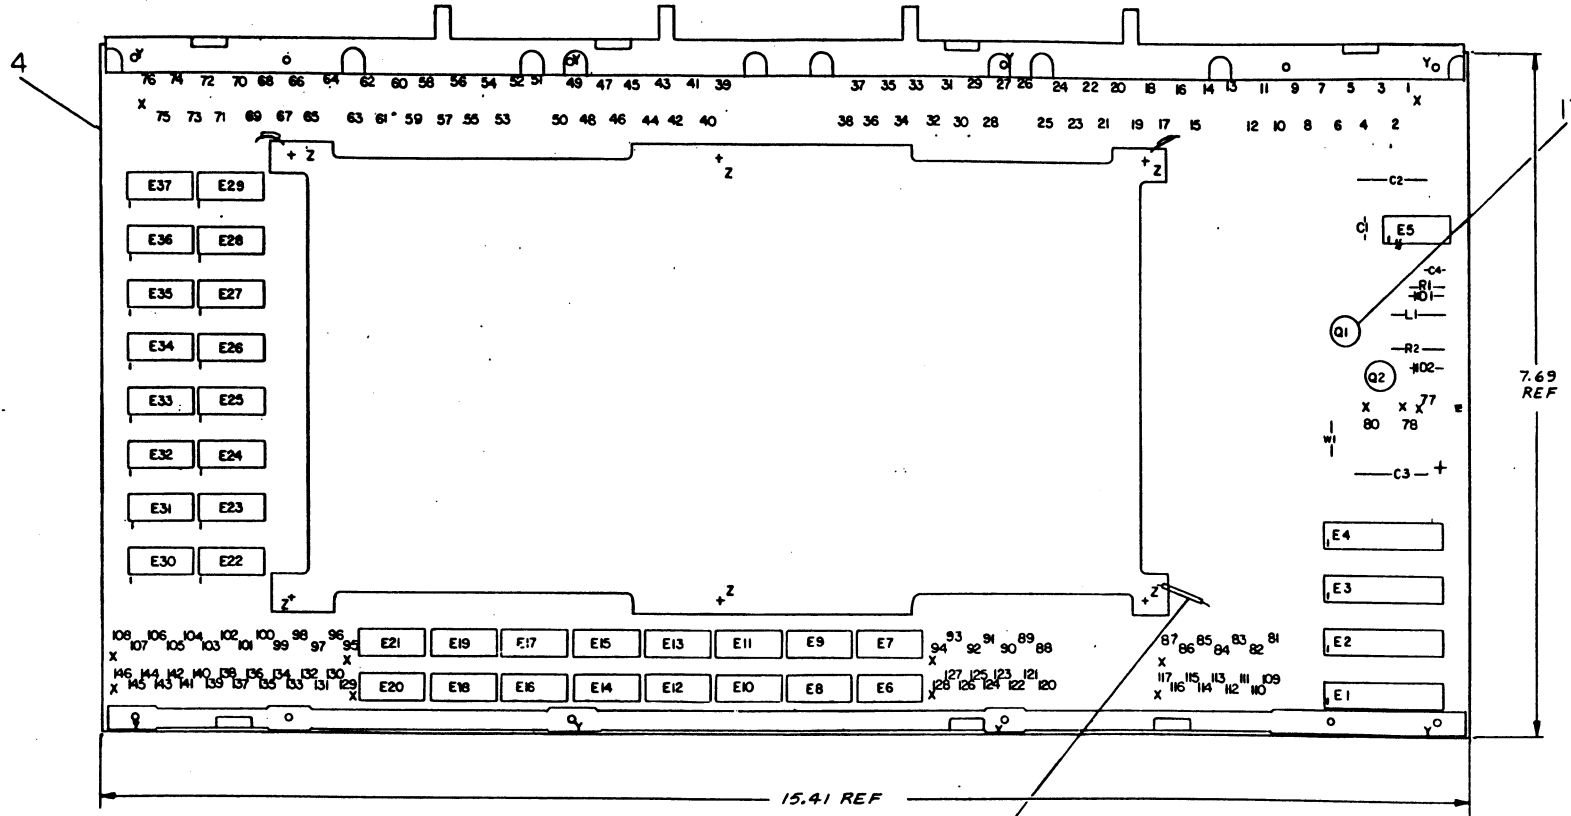 4
Y Y Y Y
76 74 72 70 68 66 64 62 60 58 56 54 52 51 49 47 45 43 41 39 37 35 33 31 29 27 26 24 22 20 18 16 14 13 11 9 7 5 3 1
X X
75 73 71 69 67 65 63 61 59 57 55 53 50 48 46 44 42 40 38 36 34 32 30 28 25 23 21 19 17 15 12 10 8 6 4 2
+ Z + Z + Z
E37 E29
C2
E36 E28
C1 E5
E35 E27
C4
R1
D1
L1
Q1
E34 E26
R2
D2
Q2
7.69
REF
E33 E25
X X X 77
80 78
W1
E32 E24
C3 +
E31 E23
E4
E30 E22
E3
Z+ + Z + Z
108 107 106 105 104 103 102 101 100 99 98 97 96 95
X X
E21 E19 E17 E15 E13 E11 E9 E7
94 93 92 91 90 89 88
X
87 86 85 84 83 82 81
X
E2
146 145 144 143 142 141 140 139 138 137 136 135 134 133 132 131 130 129
X X
E20 E18 E16 E14 E12 E10 E8 E6
128 127 126 125 124 123 122 121 120
X
117 116 115 114 113 112 111 110 109
X
E1
Y Y Y Y
15.41 REF